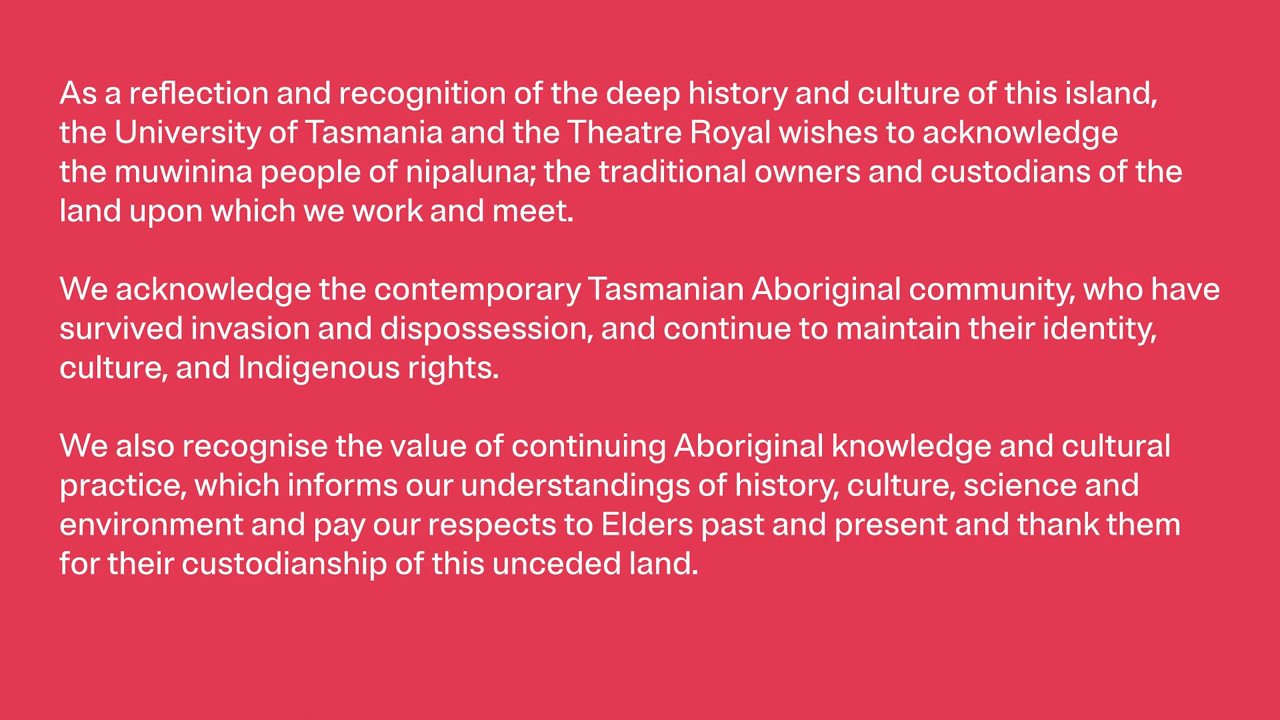 As a reflection and recognition of the deep history and culture of this island,
the University of Tasmania and the Theatre Royal wishes to acknowledge
the muwinina people of nipaluna; the traditional owners and custodians of the
land upon which we work and meet.
We acknowledge the contemporary Tasmanian Aboriginal community, who have
survived invasion and dispossession, and continue to maintain their identity,
culture, and Indigenous rights.
We also recognise the value of continuing Aboriginal knowledge and cultural
practice, which informs our understandings of history, culture, science and
environment and pay our respects to Elders past and present and thank them
for their custodianship of this unceded land.